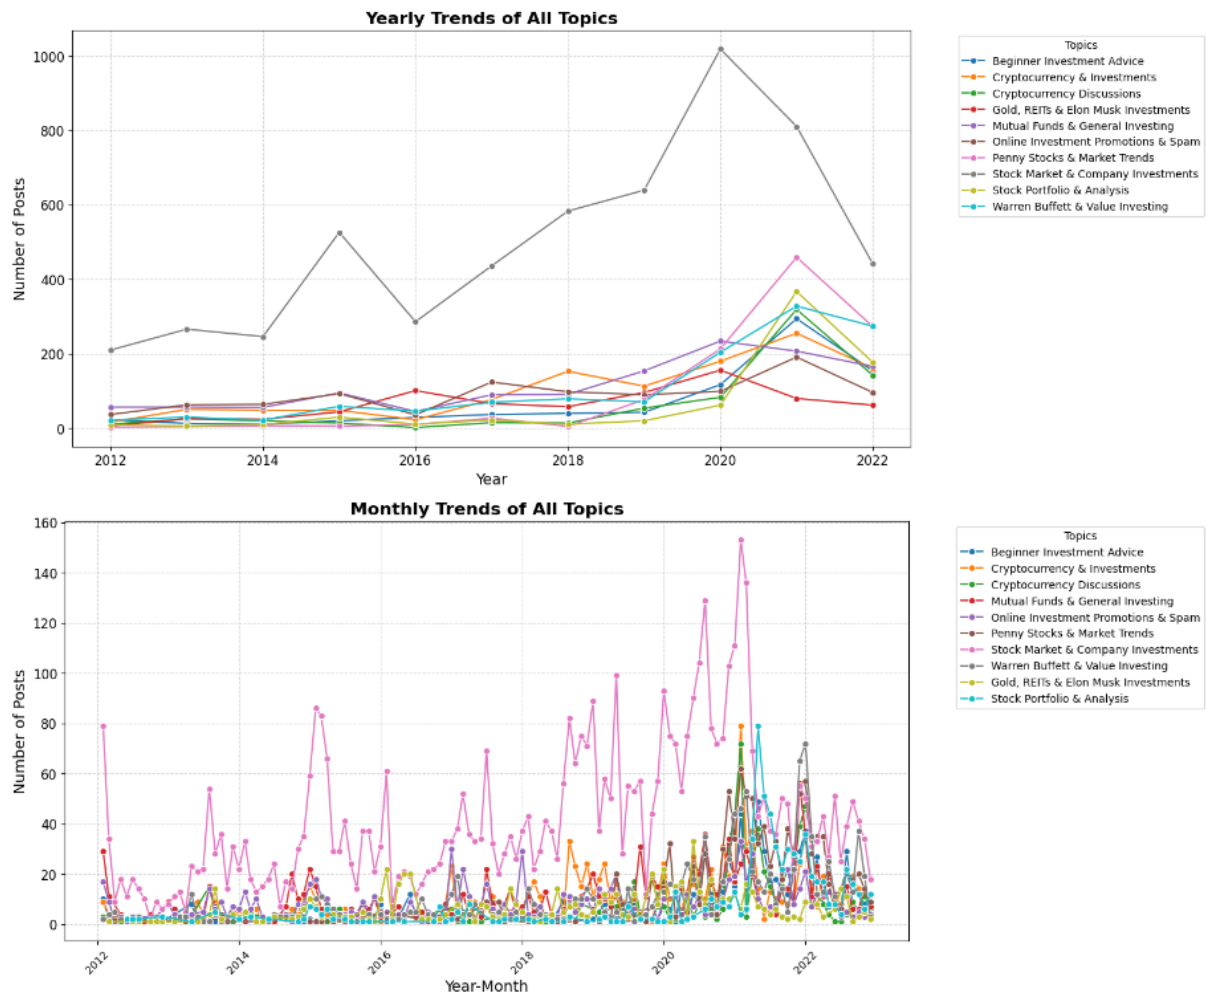 Yearly Trends of All Topics
1000
800
600
400
200
0
Number of Posts
2012
2014
2016
2018
2020
2022
Year
Topics
Beginner Investment Advice
Cryptocurrency & Investments
Cryptocurrency Discussions
Gold, REITs & Elon Musk Investments
Mutual Funds & General Investing
Online Investment Promotions & Spam
Penny Stocks & Market Trends
Stock Market & Company Investments
Stock Portfolio & Analysis
Warren Buffett & Value Investing
Monthly Trends of All Topics
160
140
120
100
80
60
40
20
0
Number of Posts
2012
2014
2016
2018
2020
2022
Year-Month
Topics
Beginner Investment Advice
Cryptocurrency & Investments
Cryptocurrency Discussions
Mutual Funds & General Investing
Online Investment Promotions & Spam
Penny Stocks & Market Trends
Stock Market & Company Investments
Warren Buffett & Value Investing
Gold, REITs & Elon Musk Investments
Stock Portfolio & Analysis